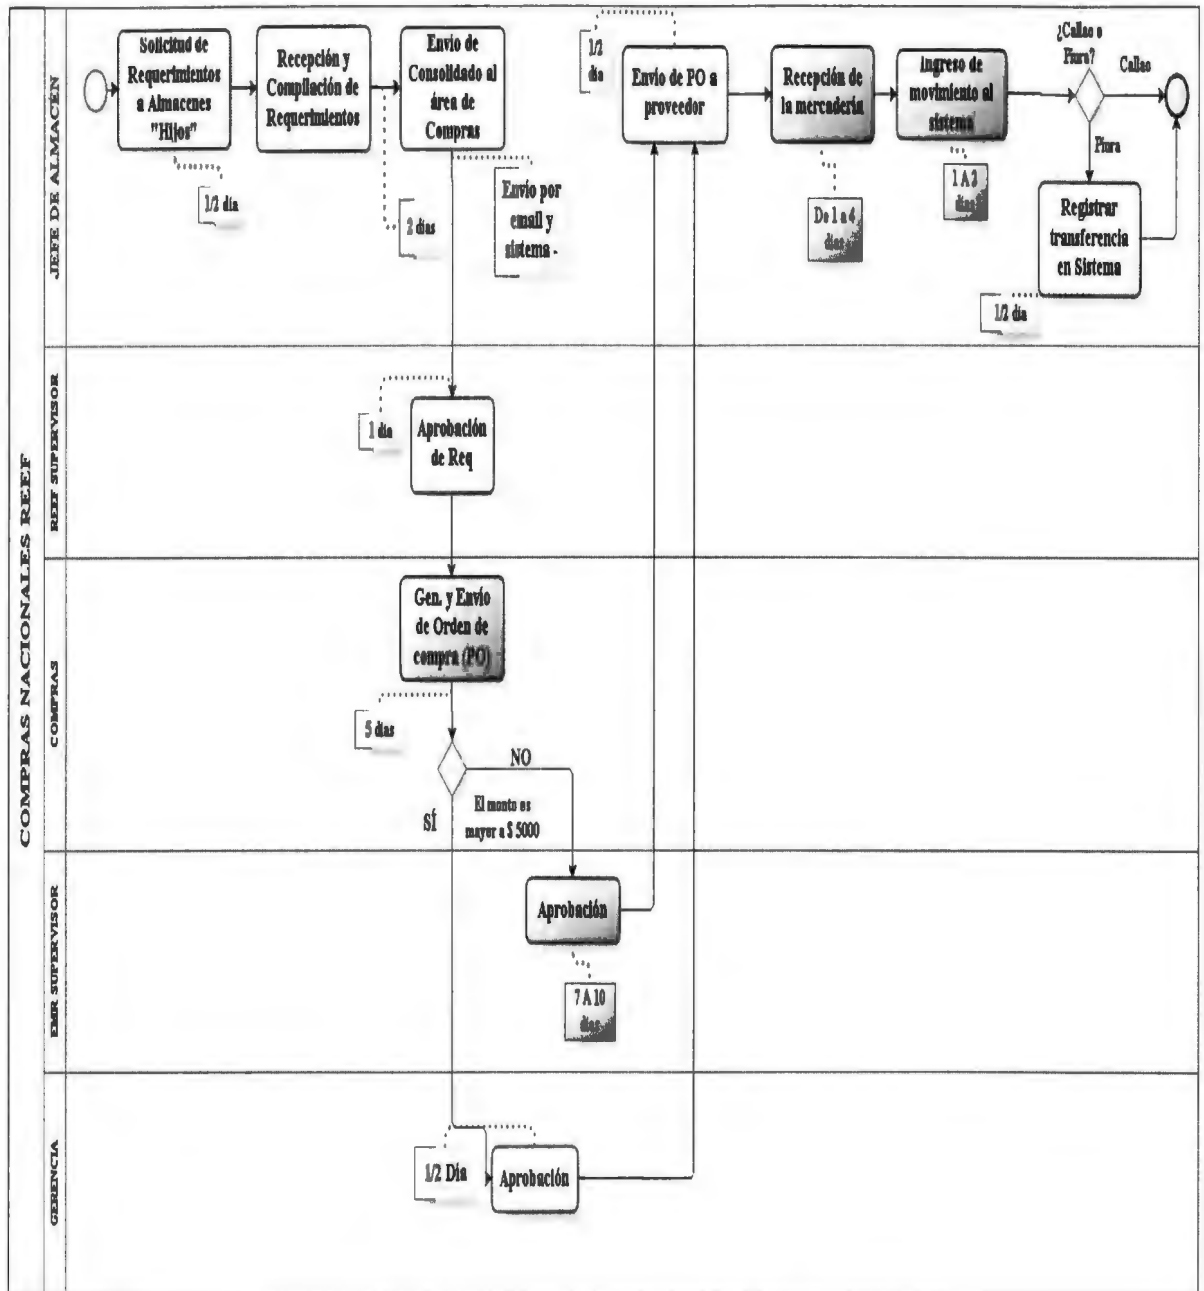 COMPRAS NACIONALES REEF
JEFE DE ALMACEN
Solicitud de
Requerimientos
a Almacenes
"Hijos"
1/2 día
Recepción y
Compilación de
Requerimientos
2 días
Envío de
Consolidado al
área de
Compras
Envío por
email y
sistema -
1/2
día
Envío de PO a
proveedor
Recepción de
la mercadería
De 1 a 4
días
Ingreso de
movimiento al
sistema
días
¿Callao o
Piura?
Callao
Piura
Registrar
transferencia
en Sistema
1/2 día
REEF SUPERVISOR
1 día
Aprobación
de Req
COMPRAS
Gen. y Envío
de Orden de
compra (PO)
5 días
NO
SÍ
El monto es
mayor a $ 5000
EMR SUPERVISOR
Aprobación
7 A 10
días
GERENCIA
1/2 Día
Aprobación